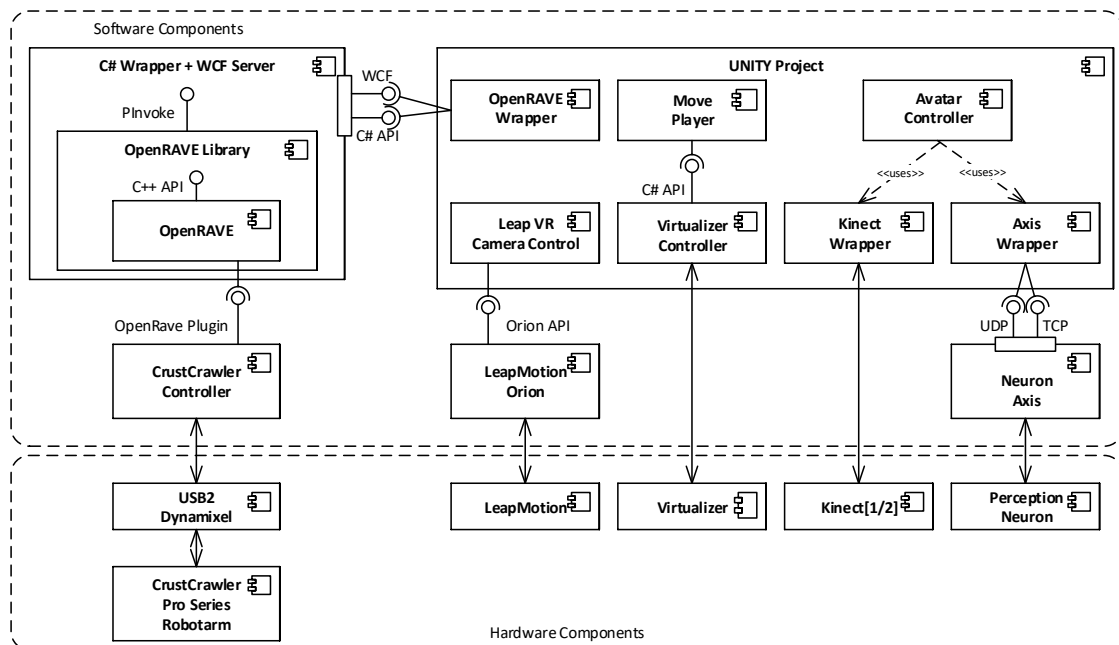 Software Components
C# Wrapper + WCF Server
UNITY Project
WCF
PInvoke
C# API
OpenRAVE
Wrapper
Move
Player
Avatar
Controller
OpenRAVE Library
C++ API
OpenRAVE
<<uses>>
<<uses>>
C# API
Leap VR
Camera Control
Virtualizer
Controller
Kinect
Wrapper
Axis
Wrapper
OpenRave Plugin
Orion API
UDP
TCP
CrustCrawler
Controller
LeapMotion
Orion
Neuron
Axis
USB2
Dynamixel
LeapMotion
Virtualizer
Kinect[1/2]
Perception
Neuron
CrustCrawler
Pro Series
Robotarm
Hardware Components